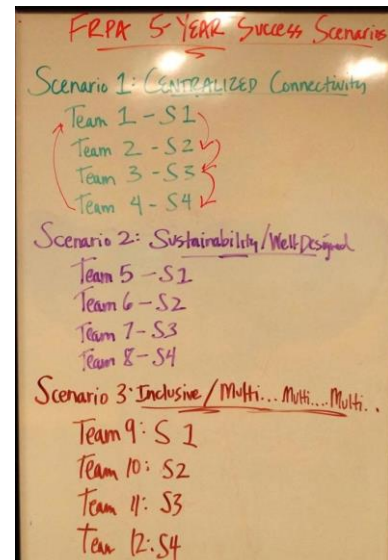 FRPA 5-YEAR Success Scenarios
Scenario 1: CENTRALIZED Connectivity
Team 1 - S1
Team 2 - S2
Team 3 - S3
Team 4 - S4
Scenario 2: Sustainability/Well Designed
Team 5 - S1
Team 6 - S2
Team 7 - S3
Team 8 - S4
Scenario 3: Inclusive/Multi... Multi... Multi..
Team 9: S1
Team 10: S2
Team 11: S3
Team 12: S4